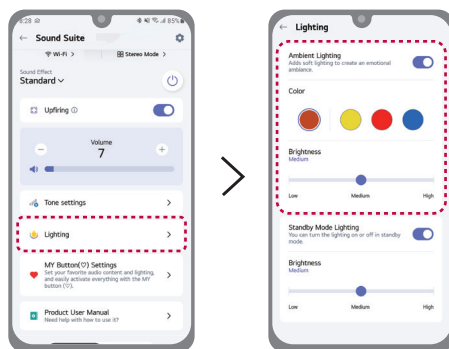 8:28
85%
← Sound Suite
Wi-Fi >
Stereo Mode >
Sound Effect
Standard
Upfiring ⓘ
Volume
7
Tone settings >
Lighting >
MY Button(♡) Settings
Set your favorite audio content and lighting,
and easily activate everything with the MY
button (♡).
Product User Manual
Need help with how to use it?
← Lighting
Ambient Lighting
Adds soft lighting to create an emotional
ambience.
Color
Brightness
Medium
Low Medium High
Standby Mode Lighting
You can turn the lighting on or off in standby
mode.
Brightness
Medium
Low Medium High